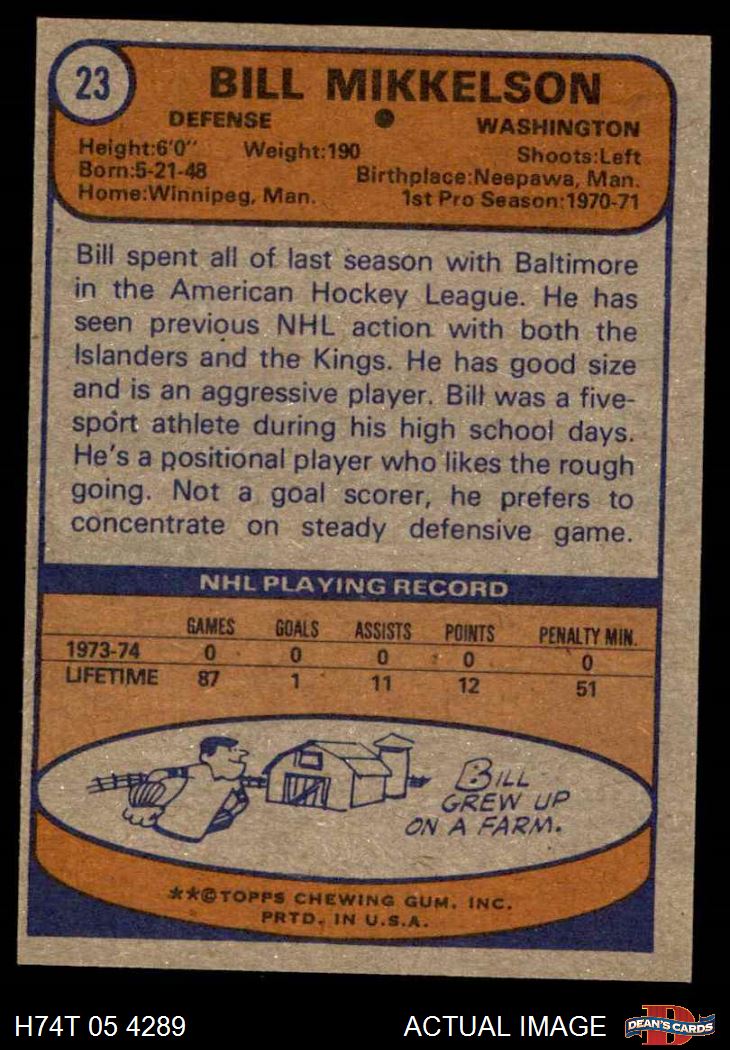 23
BILL MIKKELSON
DEFENSE WASHINGTON
Height:6'0" Weight:190 Shoots:Left
Born:5-21-48 Birthplace:Neepawa, Man.
Home:Winnipeg, Man. 1st Pro Season:1970-71
Bill spent all of last season with Baltimore
in the American Hockey League. He has
seen previous NHL action with both the
Islanders and the Kings. He has good size
and is an aggressive player. Bill was a five-
sport athlete during his high school days.
He's a positional player who likes the rough
going. Not a goal scorer, he prefers to
concentrate on steady defensive game.
NHL PLAYING RECORD
GAMES GOALS ASSISTS POINTS PENALTY MIN.
1973-74 0 0 0 0 0
LIFETIME 87 1 11 12 51
BILL
GREW UP
ON A FARM.
**©TOPPS CHEWING GUM, INC.
PRTD. IN U.S.A.
H74T 05 4289 ACTUAL IMAGE D DEAN'S CARDS